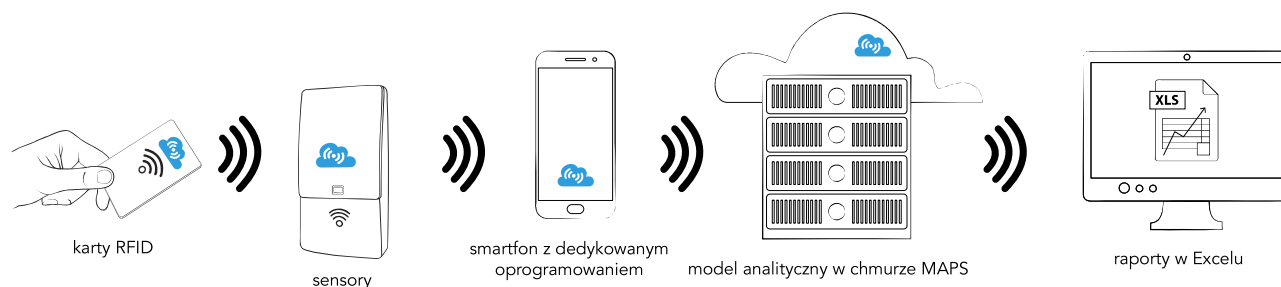 karty RFID
sensory
smartfon z dedykowanym
oprogramowaniem
model analityczny w chmurze MAPS
XLS
raporty w Excelu